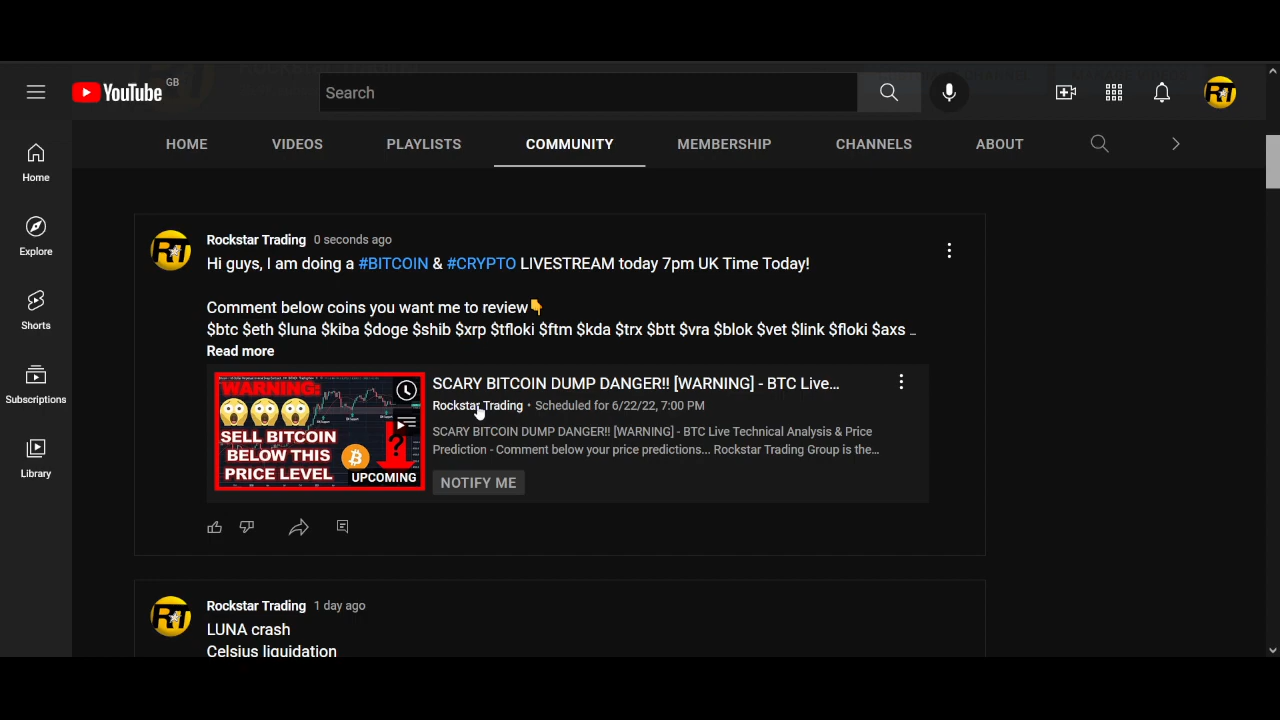 YouTube GB
Search
HOME VIDEOS PLAYLISTS COMMUNITY MEMBERSHIP CHANNELS ABOUT
Home
Explore
Shorts
Subscriptions
Library
Rockstar Trading 0 seconds ago
Hi guys, I am doing a #BITCOIN & #CRYPTO LIVESTREAM today 7pm UK Time Today!
Comment below coins you want me to review👇
$btc $eth $luna $kiba $doge $shib $xrp $tfloki $ftm $kda $trx $btt $vra $blok $vet $link $floki $axs ...
Read more
WARNING:
SELL BITCOIN
BELOW THIS
PRICE LEVEL
?
UPCOMING
SCARY BITCOIN DUMP DANGER!! [WARNING] - BTC Live...
Rockstar Trading • Scheduled for 6/22/22, 7:00 PM
SCARY BITCOIN DUMP DANGER!! [WARNING] - BTC Live Technical Analysis & Price
Prediction - Comment below your price predictions... Rockstar Trading Group is the...
NOTIFY ME
Rockstar Trading 1 day ago
LUNA crash
Celsius liquidation